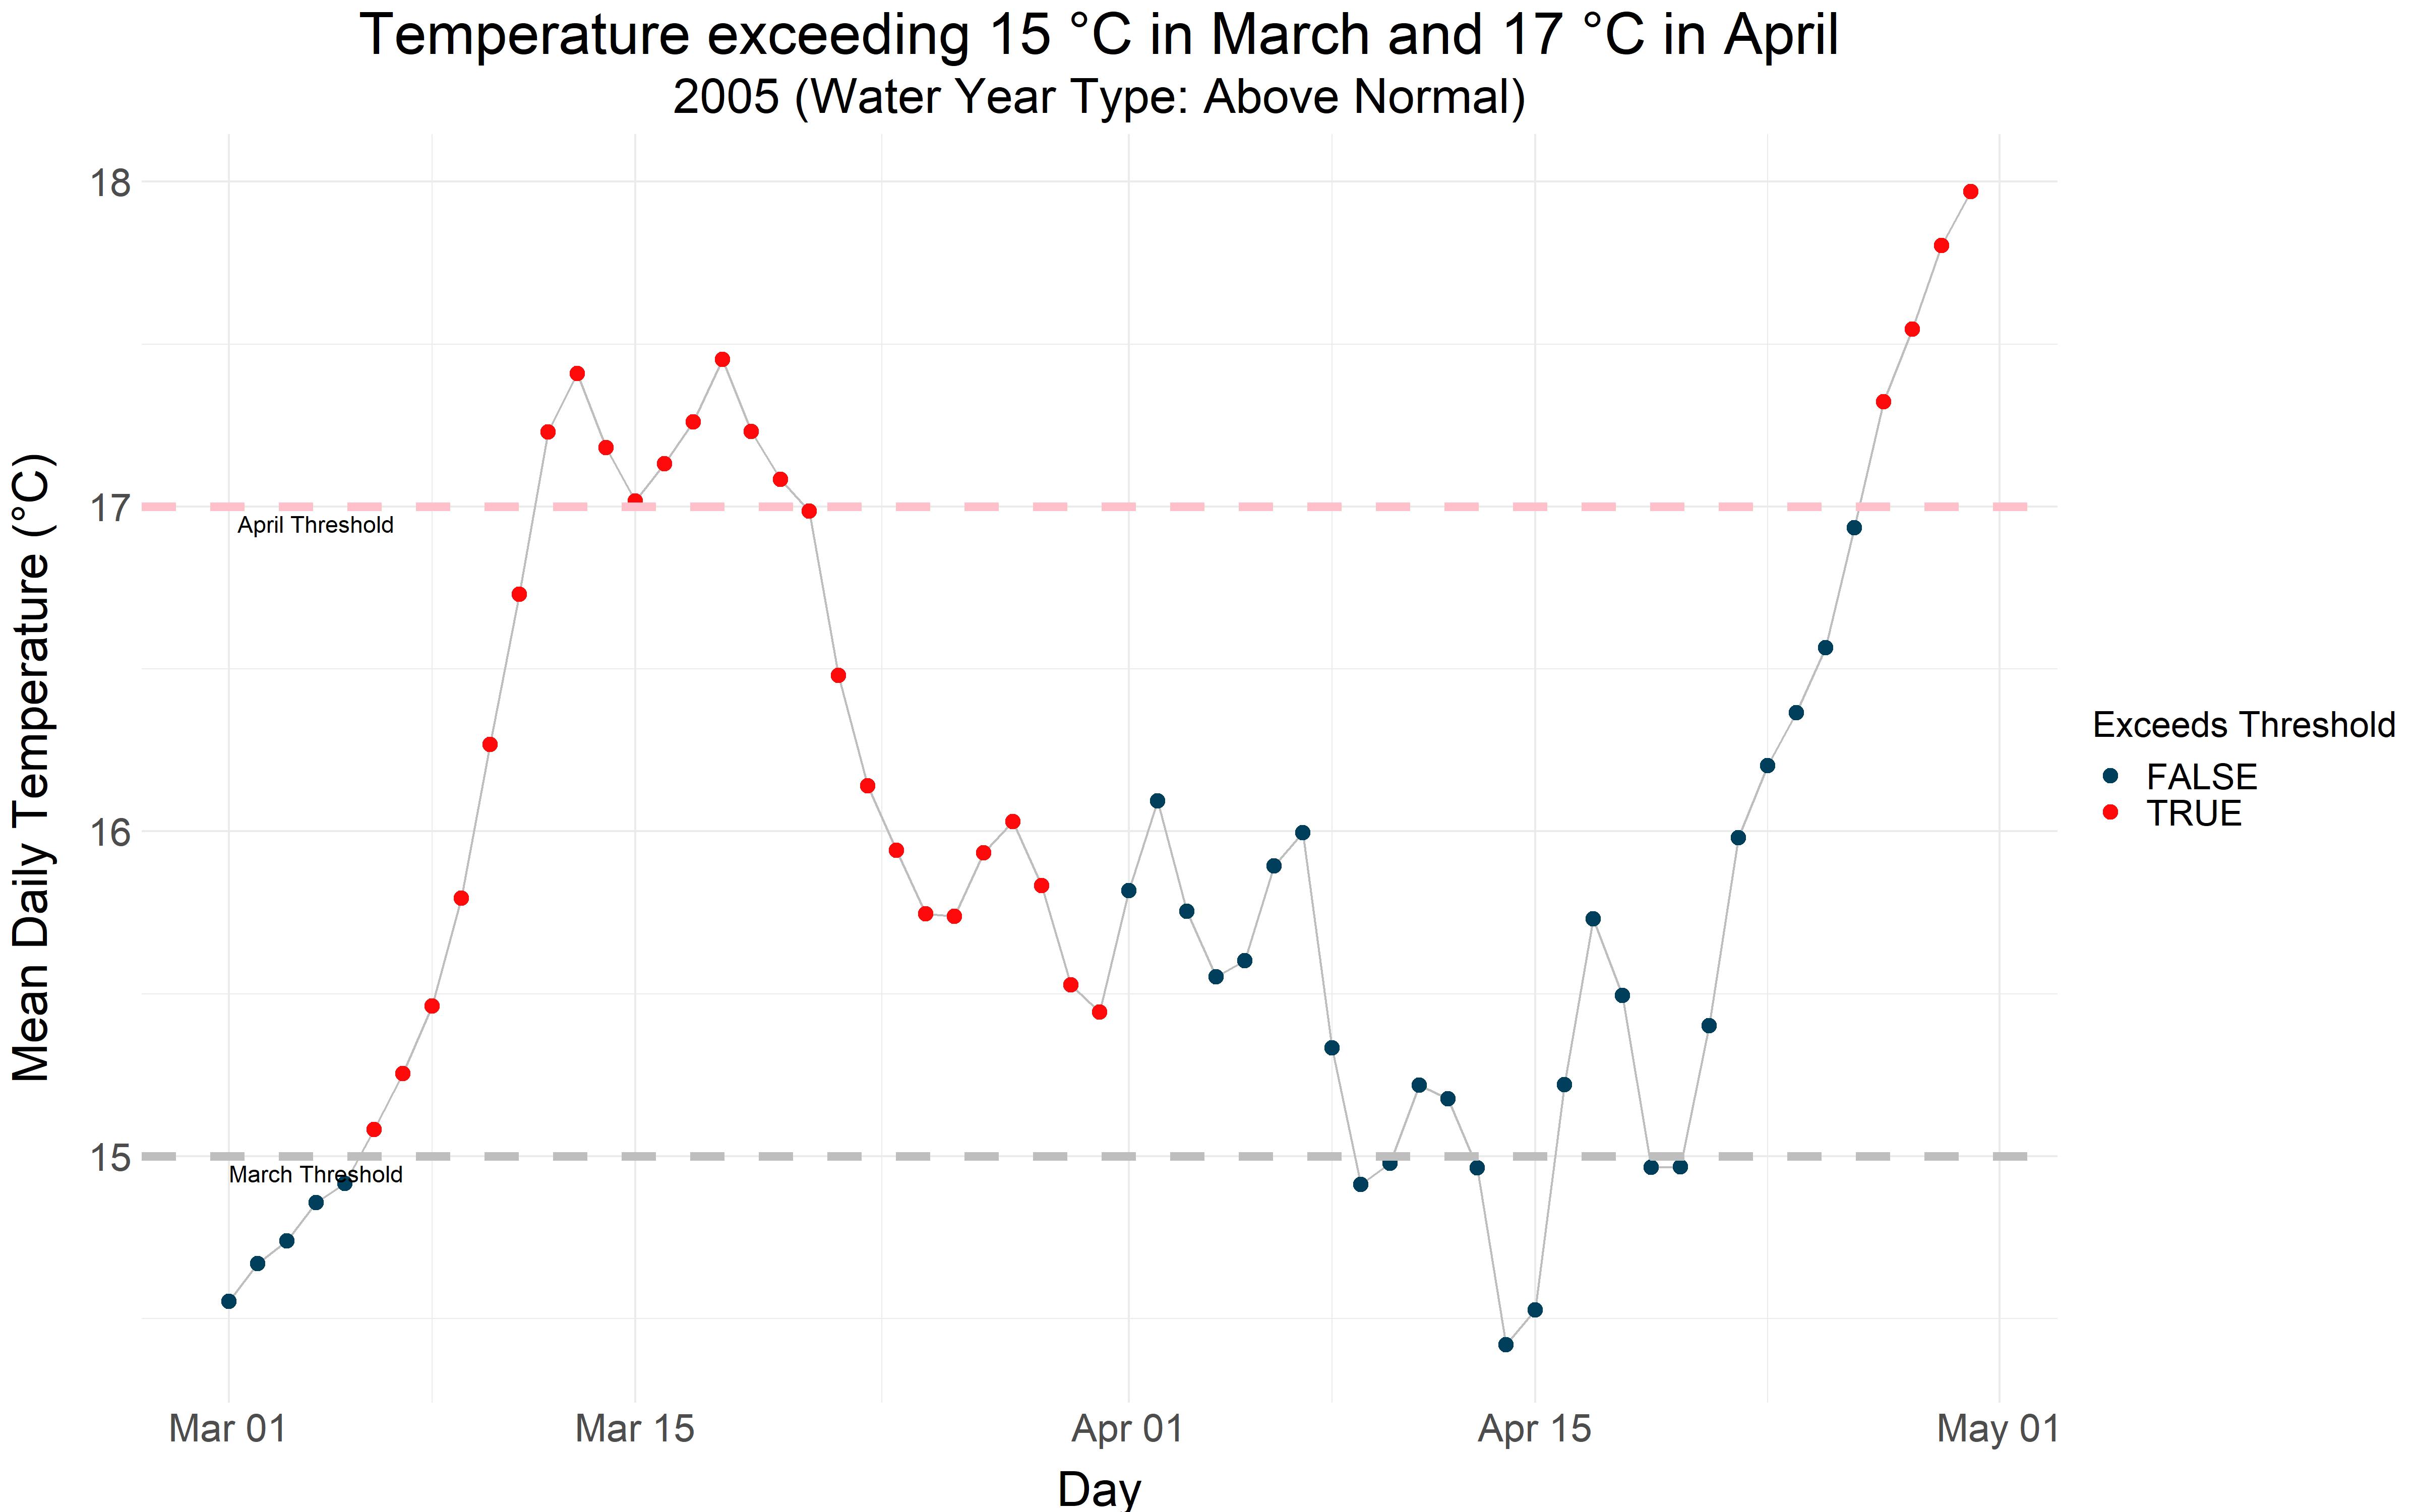 Temperature exceeding 15 °C in March and 17 °C in April
2005 (Water Year Type: Above Normal)
Mean Daily Temperature (°C)
18
17
16
15
April Threshold
March Threshold
Exceeds Threshold
FALSE
TRUE
Mar 01
Mar 15
Apr 01
Apr 15
May 01
Day